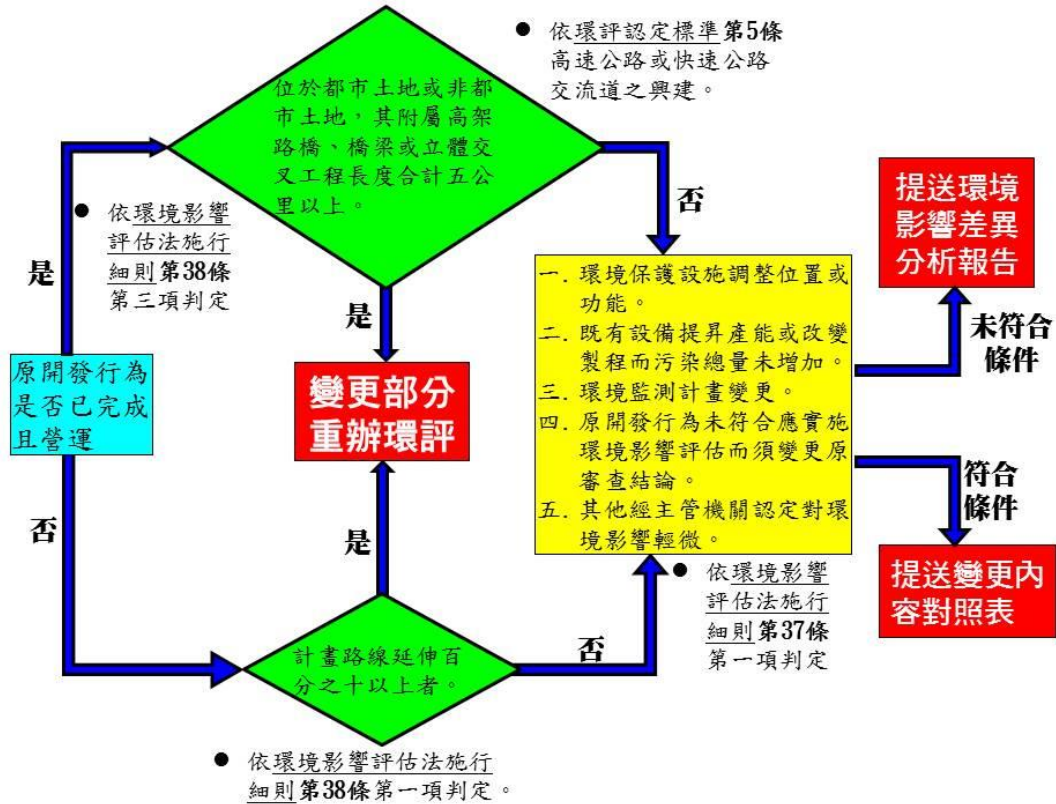 ● 依環評認定標準第5條
高速公路或快速公路
交流道之興建。
位於都市土地或非都
市土地，其附屬高架
路橋、橋梁或立體交
叉工程長度合計五公
里以上。
● 依環境影響
評估法施行
細則第38條
第三項判定
是
否
是
原開發行為
是否已完成
且營運
變更部分
重辦環評
一. 環境保護設施調整位置或
功能。
二. 既有設備提昇產能或改變
製程而污染總量未增加。
三. 環境監測計畫變更。
四. 原開發行為未符合應實施
環境影響評估而須變更原
審查結論。
五. 其他經主管機關認定對環
境影響輕微。
提送環境
影響差異
分析報告
未符合
條件
符合
條件
提送變更內
容對照表
否
是
否
● 依環境影響
評估法施行
細則第37條
第一項判定
計畫路線延伸百
分之十以上者。
● 依環境影響評估法施行
細則第38條第一項判定。